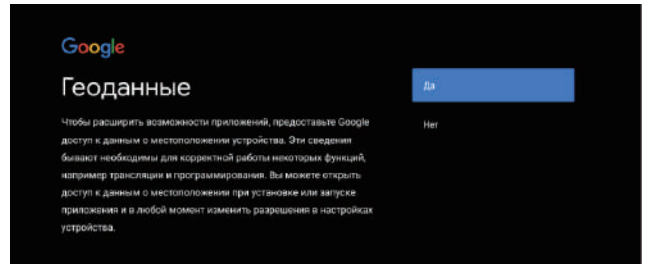 Google
Геоданные
Чтобы расширить возможности приложений, предоставьте Google
доступ к данным о местоположении устройства. Эти сведения
бывают необходимы для корректной работы некоторых функций,
например трансляции и программирования. Вы можете открыть
доступ к данным о местоположении при установке или запуске
приложения и в любой момент изменить разрешения в настройках
устройства.
Да
Нет